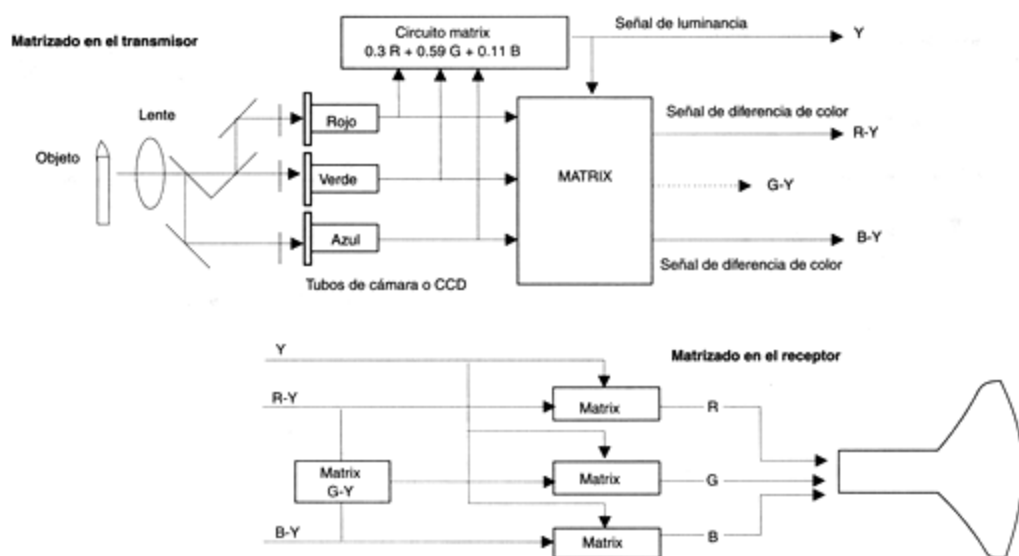 Matrizado en el transmisor
Circuito matrix
0.3 R + 0.59 G + 0.11 B
Señal de luminancia
Y
Lente
Objeto
Rojo
Verde
Azul
Tubos de cámara o CCD
MATRIX
Señal de diferencia de color
R-Y
G-Y
B-Y
Señal de diferencia de color
Matrizado en el receptor
Y
R-Y
B-Y
Matrix
G-Y
Matrix
R
Matrix
G
Matrix
B